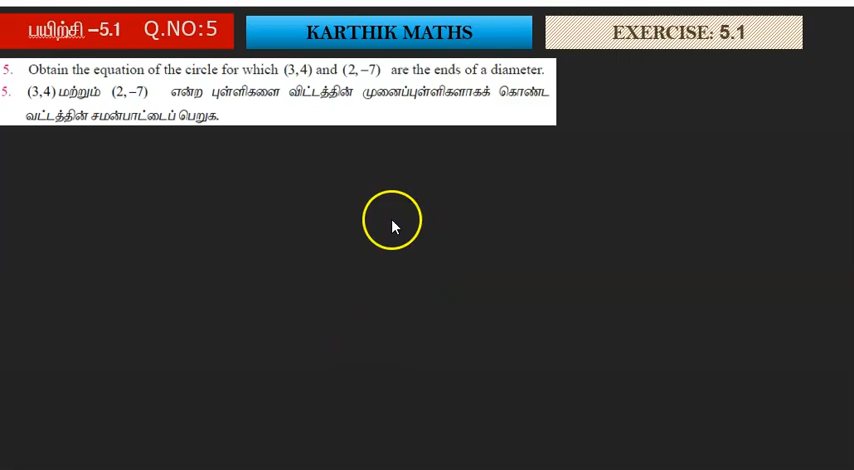 பயிற்சி –5.1 Q.NO:5
KARTHIK MATHS
EXERCISE: 5.1
5. Obtain the equation of the circle for which (3,4) and (2,−7) are the ends of a diameter.
5. (3,4) மற்றும் (2,−7) என்ற புள்ளிகளை விட்டத்தின் முனைப்புள்ளிகளாகக் கொண்ட
வட்டத்தின் சமன்பாட்டைப் பெறுக.